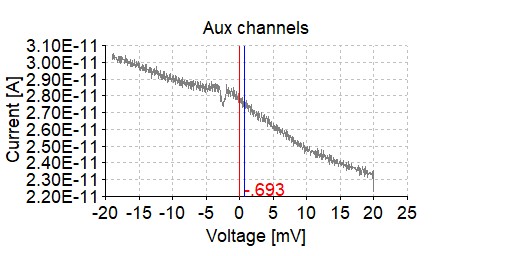 Aux channels
3.10E-11
3.00E-11
2.90E-11
2.80E-11
2.70E-11
2.60E-11
2.50E-11
2.40E-11
2.30E-11
2.20E-11
Current [A]
-.693
-20 -15 -10 -5 0 5 10 15 20 25
Voltage [mV]